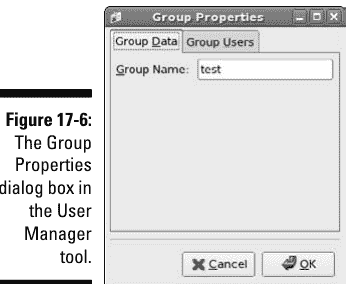 Group Properties
Group Data Group Users
Group Name: test
Cancel OK
Figure 17-6:
The Group
Properties
dialog box in
the User
Manager
tool.